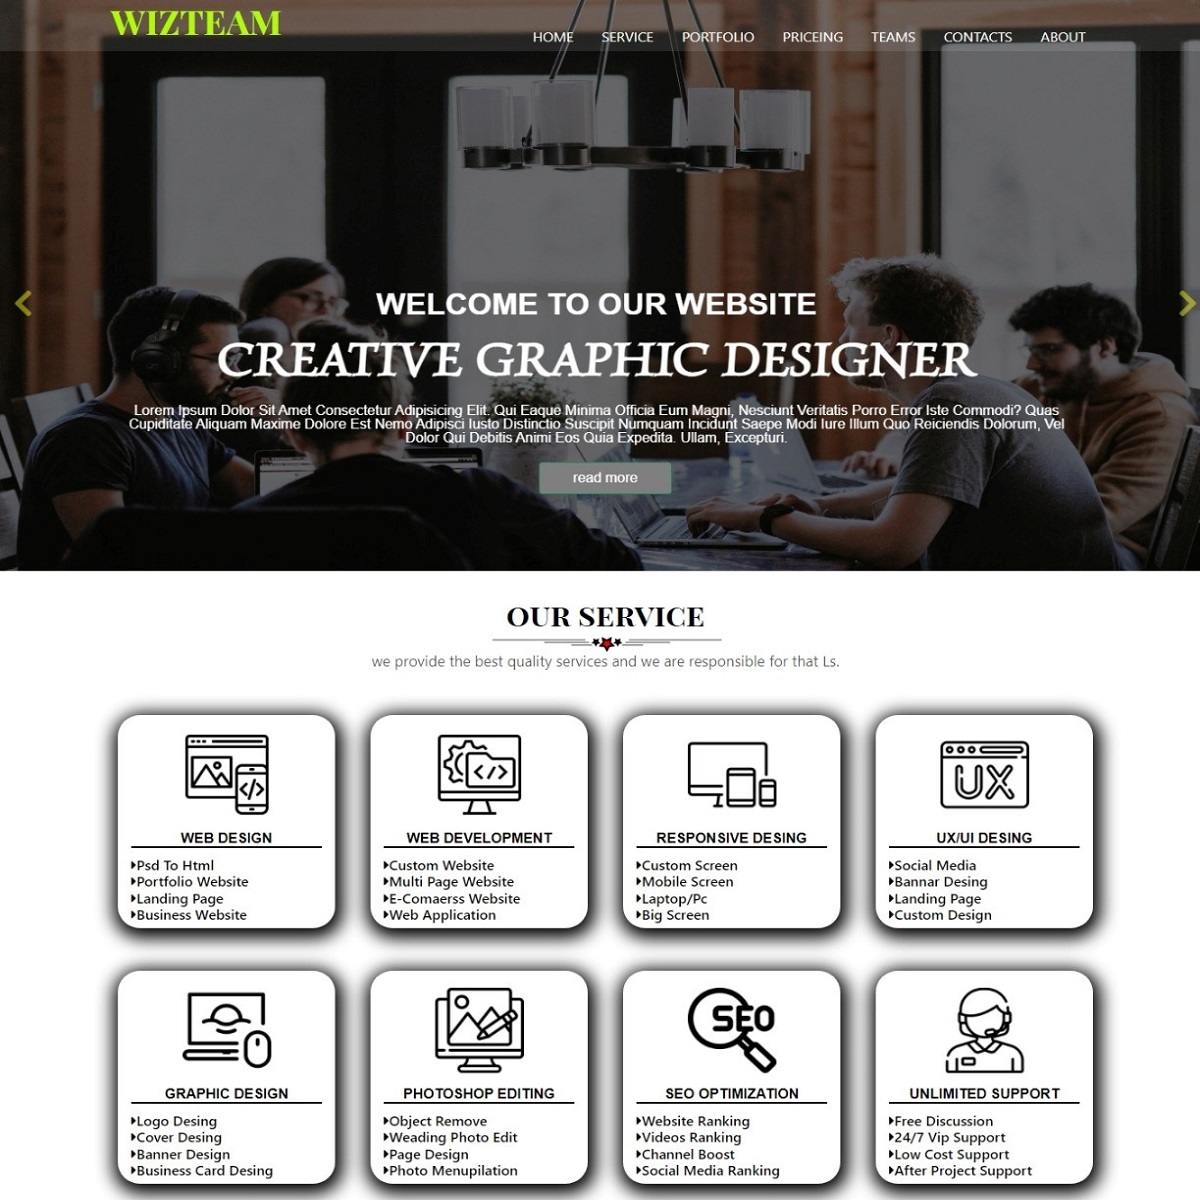 WIZTEAM
HOME SERVICE PORTFOLIO PRICEING TEAMS CONTACTS ABOUT
WELCOME TO OUR WEBSITE
CREATIVE GRAPHIC DESIGNER
Lorem Ipsum Dolor Sit Amet Consectetur Adipisicing Elit. Qui Eaque Minima Officia Eum Magni, Nesciunt Veritatis Porro Error Iste Commodi? Quas
Cupiditate Aliquam Maxime Dolore Est Nemo Adipisci Iusto Distinctio Suscipit Numquam Incidunt Saepe Modi Iure Illum Quo Reiciendis Dolorum, Vel
Dolor Qui Debitis Animi Eos Quia Expedita. Ullam, Excepturi.
read more
OUR SERVICE
we provide the best quality services and we are responsible for that Ls.
WEB DESIGN
Psd To Html
Portfolio Website
Landing Page
Business Website
WEB DEVELOPMENT
Custom Website
Multi Page Website
E-Comaerss Website
Web Application
RESPONSIVE DESING
Custom Screen
Mobile Screen
Laptop/Pc
Big Screen
UX
UX/UI DESING
Social Media
Bannar Desing
Landing Page
Custom Design
GRAPHIC DESIGN
Logo Desing
Cover Desing
Banner Design
Business Card Desing
PHOTOSHOP EDITING
Object Remove
Weading Photo Edit
Page Design
Photo Menupilation
SEO
SEO OPTIMIZATION
Website Ranking
Videos Ranking
Channel Boost
Social Media Ranking
UNLIMITED SUPPORT
Free Discussion
24/7 Vip Support
Low Cost Support
After Project Support